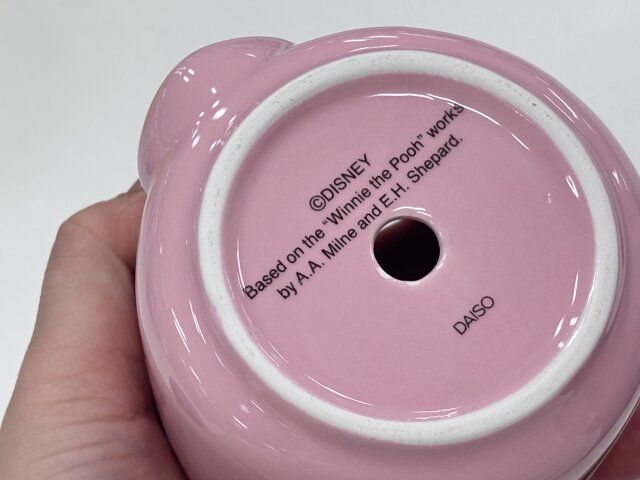 ©DISNEY
Based on the “Winnie the Pooh” works
by A.A. Milne and E.H. Shepard.
DAISO